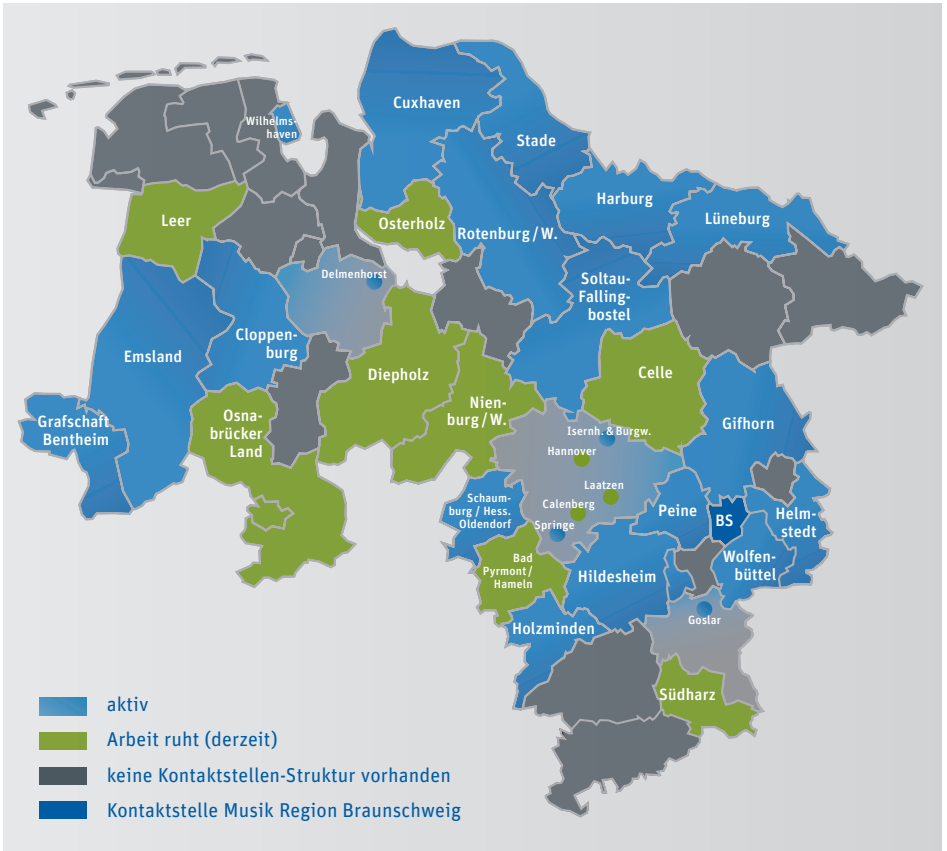 Cuxhaven
Wilhelms-
haven
Stade
Harburg
Lüneburg
Leer
Osterholz
Rotenburg / W.
Delmenhorst
Soltau-
Falling-
bostel
Emsland
Cloppen-
burg
Diepholz
Celle
Nien-
burg / W.
Grafschaft
Bentheim
Osna-
brücker
Land
Gifhorn
Isernh. & Burgw.
Hannover
Laatzen
Calenberg
Springe
Schaum-
burg / Hess.
Oldendorf
Peine
BS
Helm-
stedt
Wolfen-
büttel
Bad
Pyrmont /
Hameln
Hildesheim
Holzminden
Goslar
Südharz
aktiv
Arbeit ruht (derzeit)
keine Kontaktstellen-Struktur vorhanden
Kontaktstelle Musik Region Braunschweig